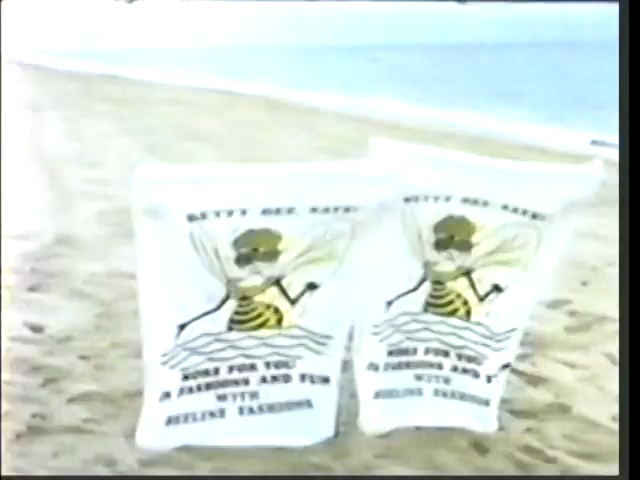 BETTY BEE SAYS:
MORE FOR YOU
IN FASHIONS AND FUN
WITH
BEELINE FASHIONS
BETTY BEE SAYS:
MORE FOR YOU
IN FASHIONS AND
WITH
BEELINE FASHIONS